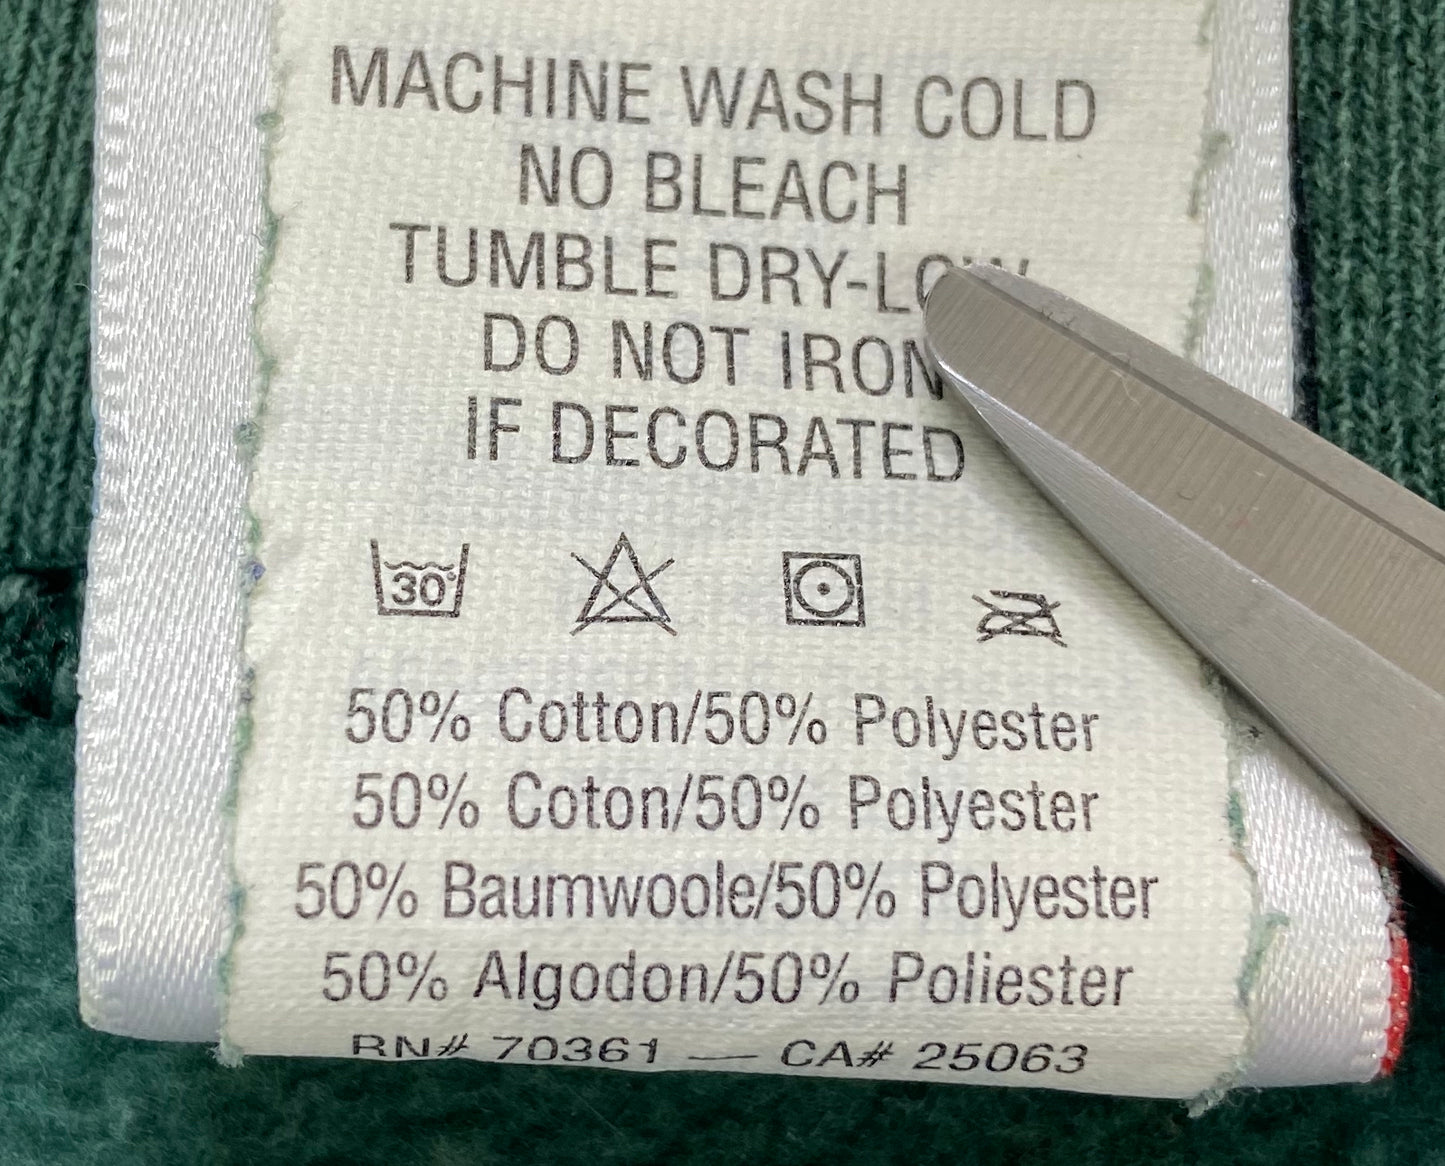 MACHINE WASH COLD
NO BLEACH
TUMBLE DRY-LOW
DO NOT IRON
IF DECORATED
30°
50% Cotton/50% Polyester
50% Coton/50% Polyester
50% Baumwoole/50% Polyester
50% Algodon/50% Poliester
RN# 70361 — CA# 25063